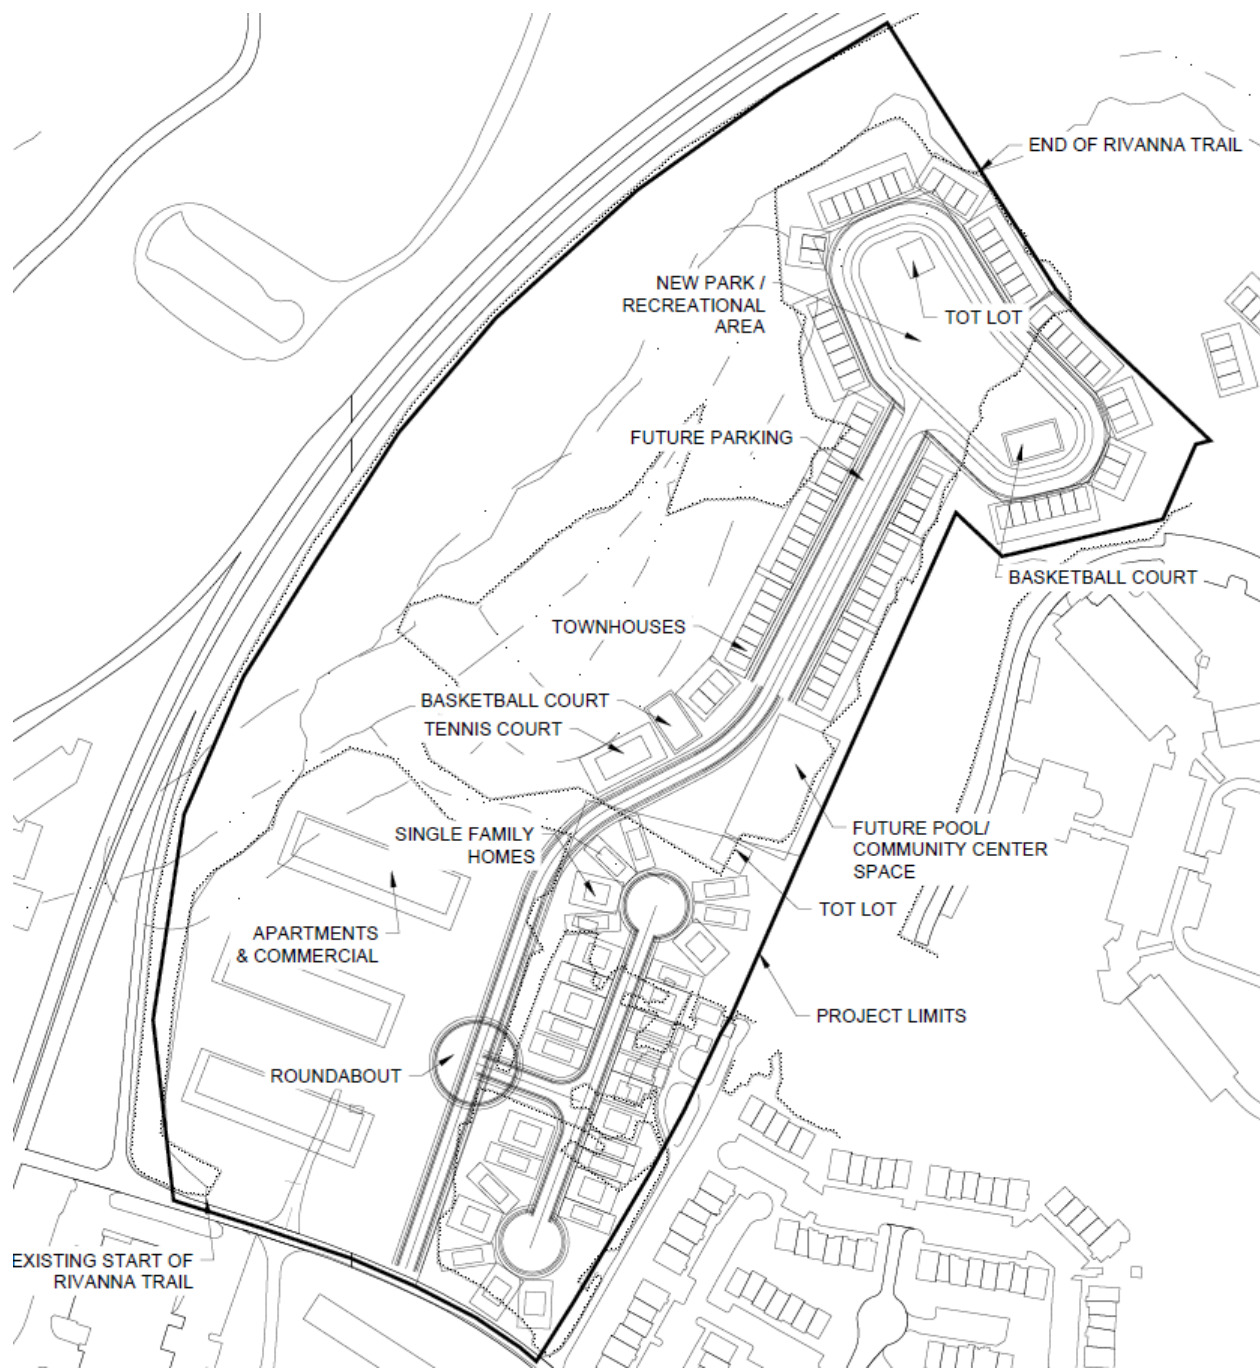 END OF RIVANNA TRAIL
NEW PARK /
RECREATIONAL
AREA
TOT LOT
FUTURE PARKING
BASKETBALL COURT
TOWNHOUSES
BASKETBALL COURT
TENNIS COURT
SINGLE FAMILY
HOMES
FUTURE POOL/
COMMUNITY CENTER
SPACE
TOT LOT
APARTMENTS
& COMMERCIAL
PROJECT LIMITS
ROUNDABOUT
EXISTING START OF
RIVANNA TRAIL